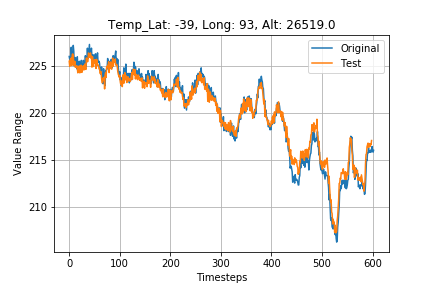 Temp_Lat: -39, Long: 93, Alt: 26519.0
Original
Test
Value Range
225
220
215
210
0 100 200 300 400 500 600
Timesteps